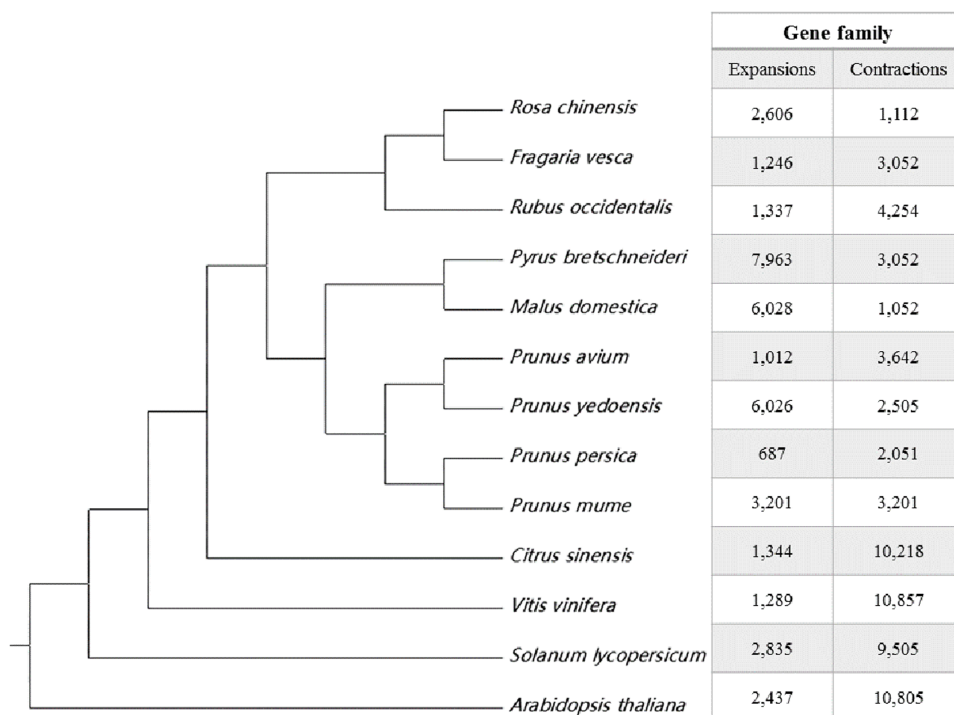 Gene family
Expansions Contractions
Rosa chinensis 2,606 1,112
Fragaria vesca 1,246 3,052
Rubus occidentalis 1,337 4,254
Pyrus bretschneideri 7,963 3,052
Malus domestica 6,028 1,052
Prunus avium 1,012 3,642
Prunus yedoensis 6,026 2,505
Prunus persica 687 2,051
Prunus mume 3,201 3,201
Citrus sinensis 1,344 10,218
Vitis vinifera 1,289 10,857
Solanum lycopersicum 2,835 9,505
Arabidopsis thaliana 2,437 10,805